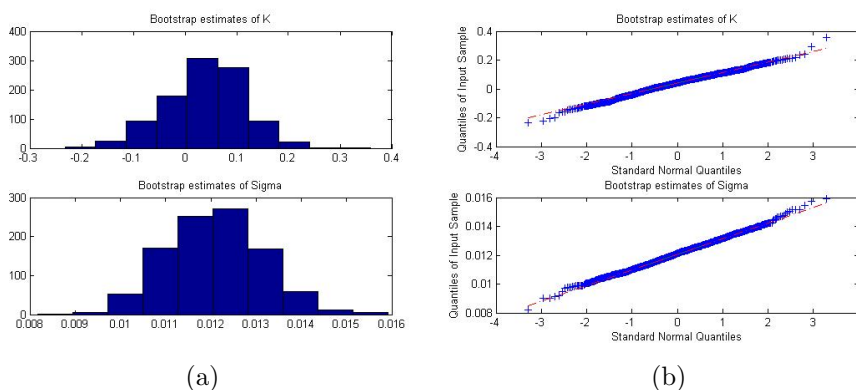 Bootstrap estimates of K
400
300
200
100
0
-0.3 -0.2 -0.1 0 0.1 0.2 0.3 0.4
Bootstrap estimates of Sigma
300
200
100
0
0.008 0.009 0.01 0.011 0.012 0.013 0.014 0.015 0.016
(a)
Bootstrap estimates of K
Quantiles of Input Sample
0.4
0.2
0
-0.2
-0.4
-4 -3 -2 -1 0 1 2 3 4
Standard Normal Quantiles
Bootstrap estimates of Sigma
Quantiles of Input Sample
0.016
0.014
0.012
0.01
0.008
-4 -3 -2 -1 0 1 2 3 4
Standard Normal Quantiles
(b)